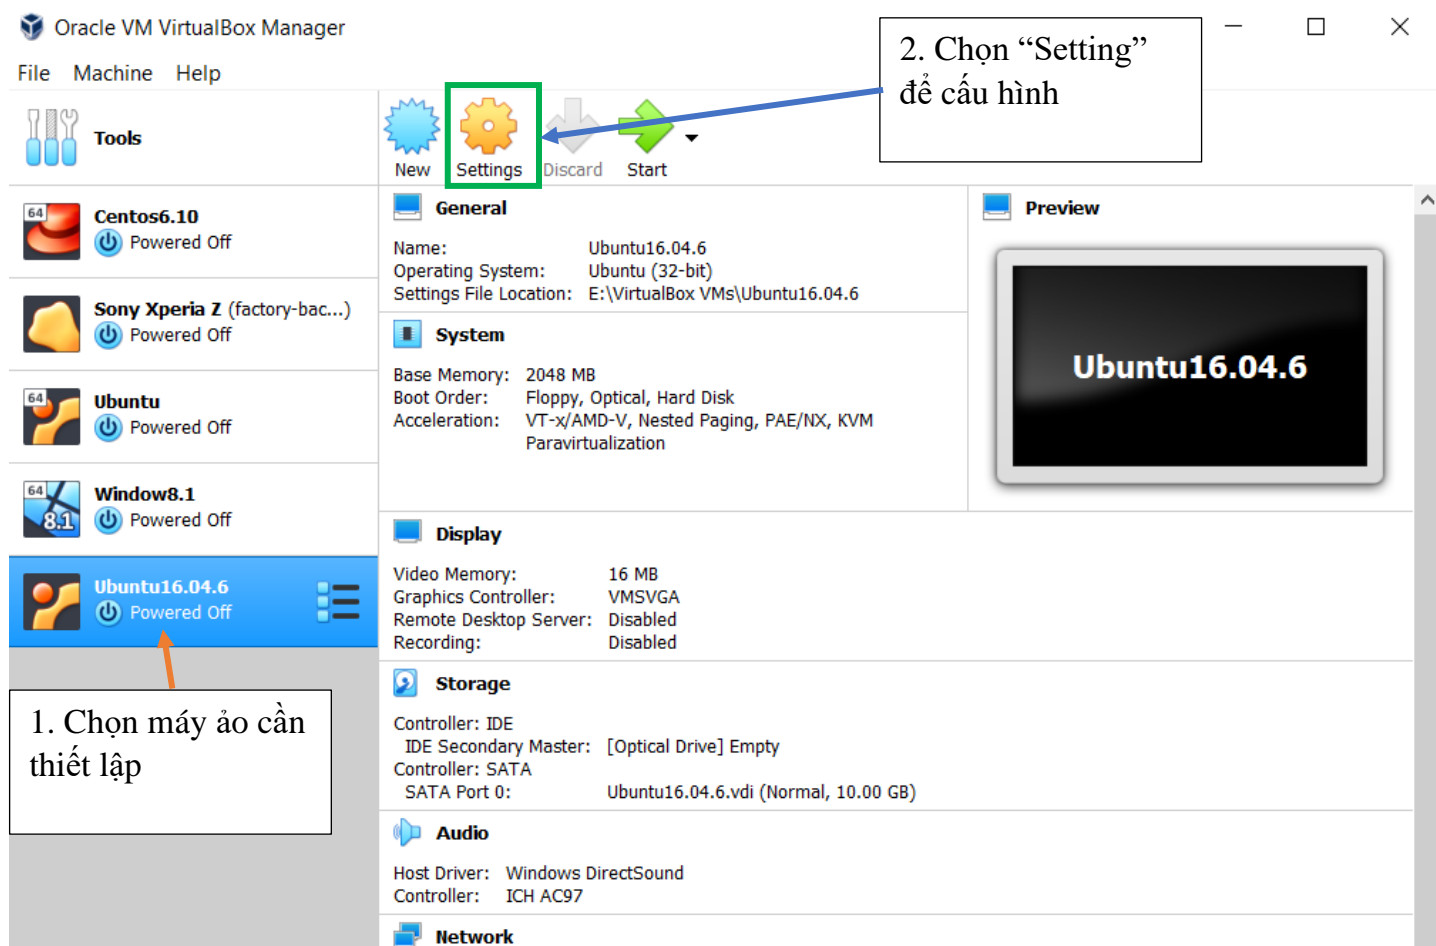 Oracle VM VirtualBox Manager
2. Chọn “Setting”
để cấu hình
File Machine Help
Tools
New Settings Discard Start
64
Centos6.10
Powered Off
Sony Xperia Z (factory-bac...)
Powered Off
64
Ubuntu
Powered Off
64
8.1
Window8.1
Powered Off
Ubuntu16.04.6
Powered Off
1. Chọn máy ảo cần
thiết lập
General
Name: Ubuntu16.04.6
Operating System: Ubuntu (32-bit)
Settings File Location: E:\VirtualBox VMs\Ubuntu16.04.6
System
Base Memory: 2048 MB
Boot Order: Floppy, Optical, Hard Disk
Acceleration: VT-x/AMD-V, Nested Paging, PAE/NX, KVM
Paravirtualization
Preview
Ubuntu16.04.6
Display
Video Memory: 16 MB
Graphics Controller: VMSVGA
Remote Desktop Server: Disabled
Recording: Disabled
Storage
Controller: IDE
IDE Secondary Master: [Optical Drive] Empty
Controller: SATA
SATA Port 0: Ubuntu16.04.6.vdi (Normal, 10.00 GB)
Audio
Host Driver: Windows DirectSound
Controller: ICH AC97
Network